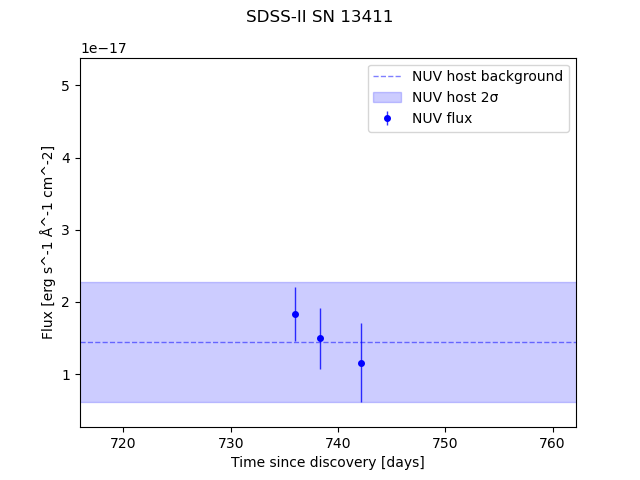 SDSS-II SN 13411
1e−17
NUV host background
NUV host 2σ
NUV flux
5
4
3
2
1
Flux [erg s^-1 Å^-1 cm^-2]
720 730 740 750 760
Time since discovery [days]